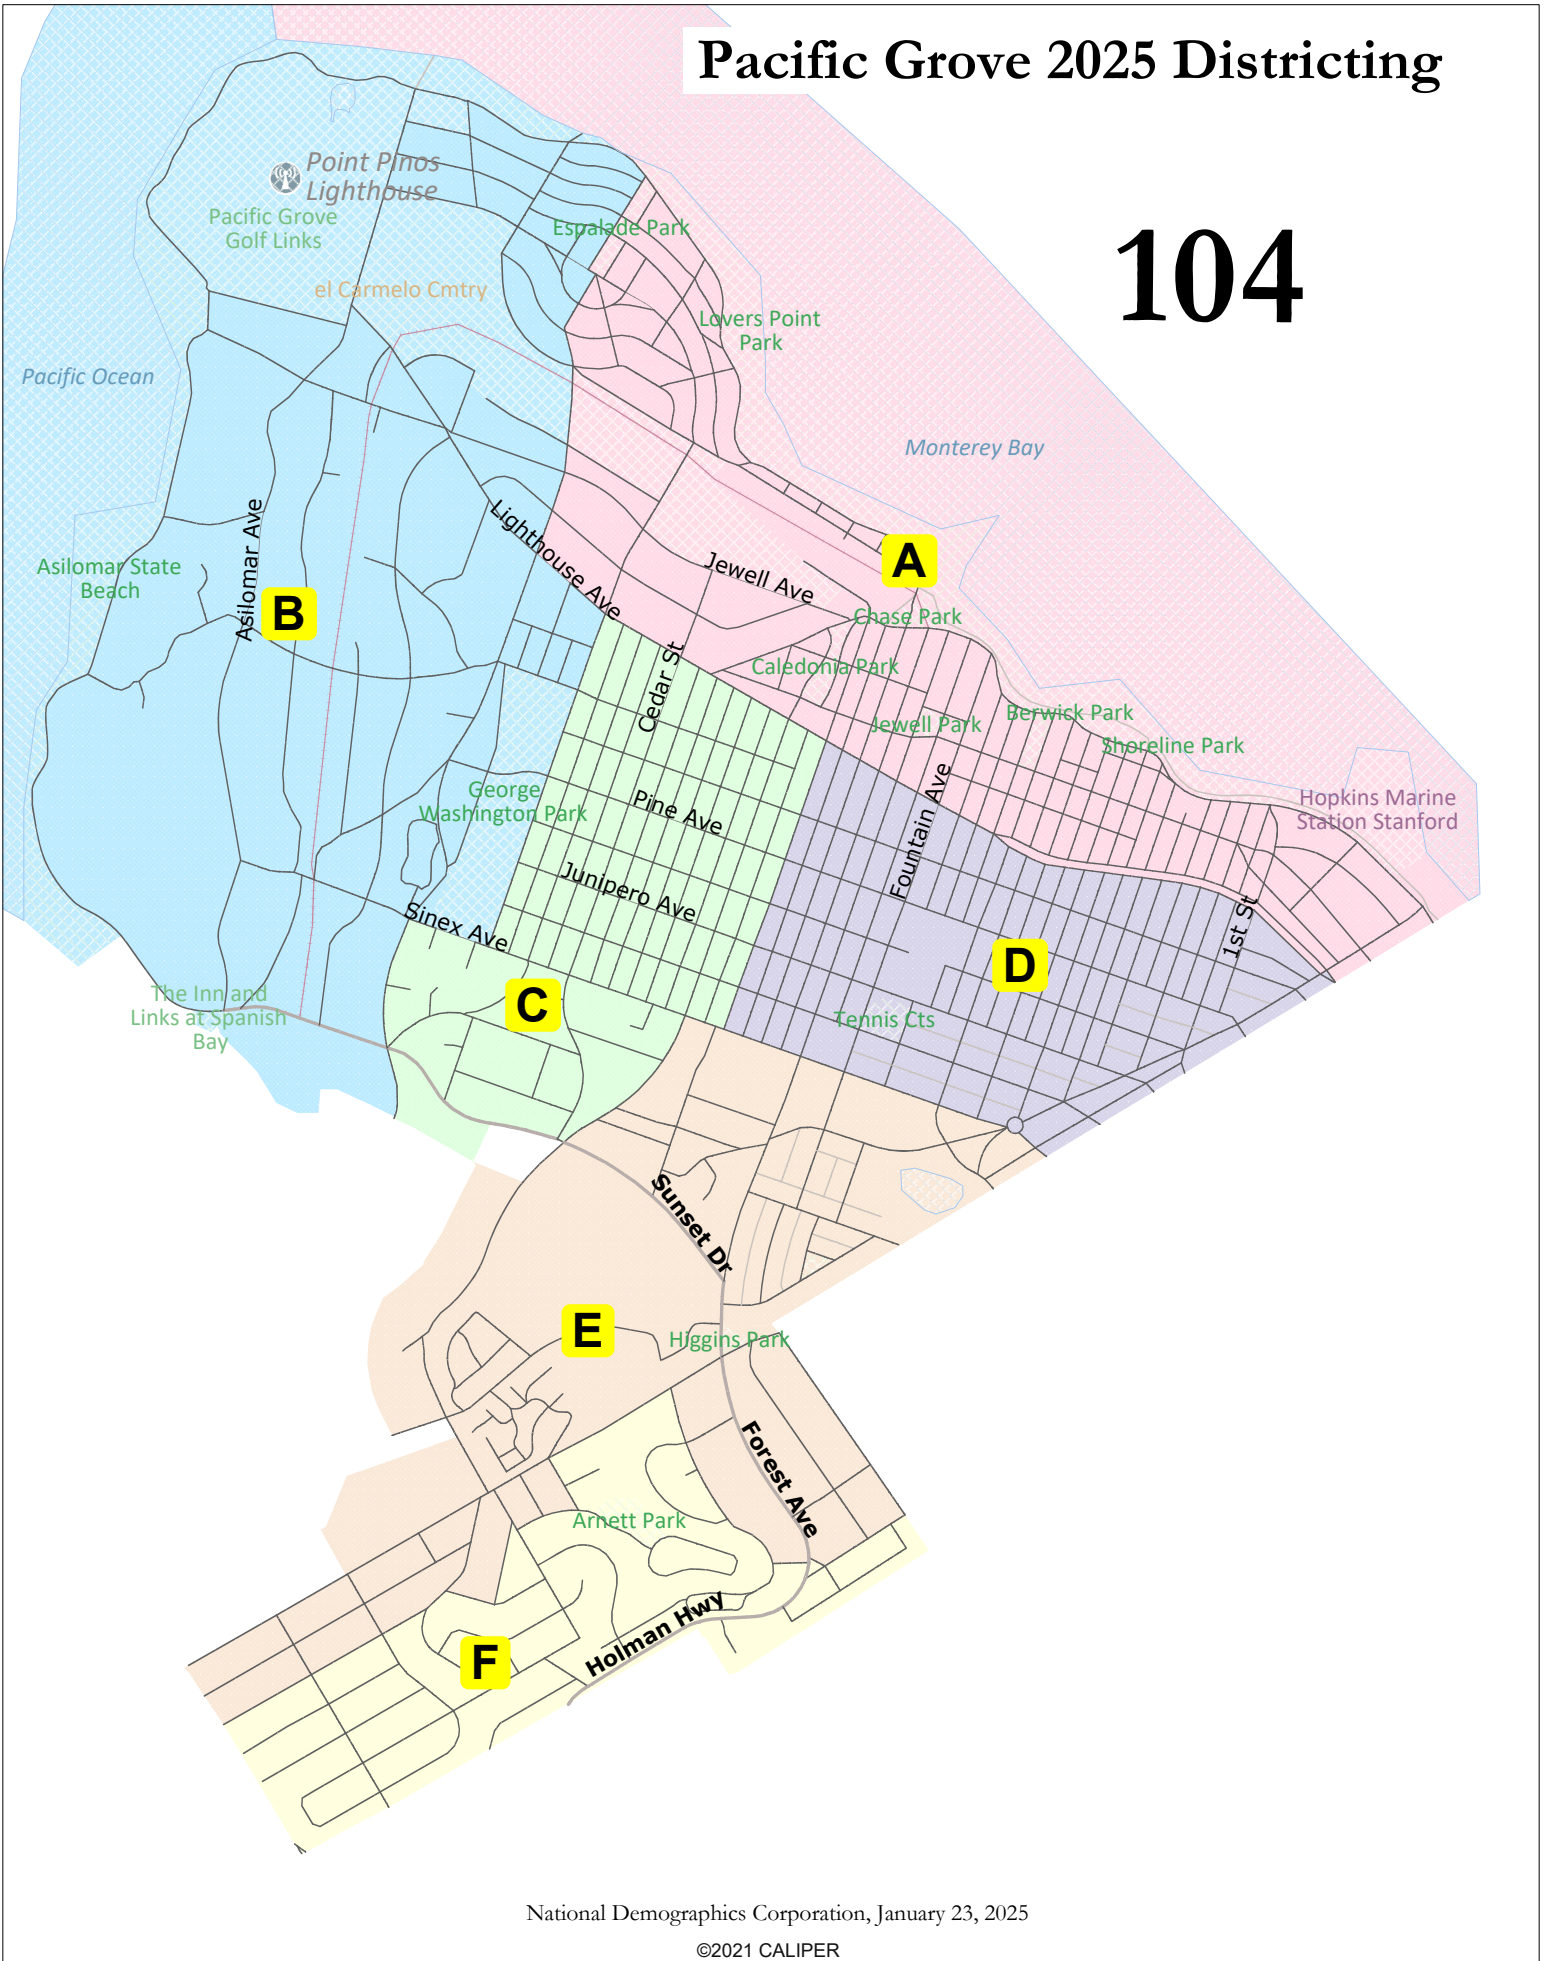 Pacific Grove 2025 Districting
104
Point Pinos
Lighthouse
Pacific Grove
Golf Links
Espalade Park
el Carmelo Cmtry
Lovers Point
Park
Pacific Ocean
Monterey Bay
Asilomar Ave
Lighthouse Ave
Jewell Ave
A
Asilomar State
Beach
B
Chase Park
Cedar St
Caledonia Park
Jewell Park
Berwick Park
Shoreline Park
George
Washington Park
Pine Ave
Fountain Ave
Hopkins Marine
Station Stanford
Junipero Ave
Sinex Ave
1st St
D
C
The Inn and
Links at Spanish
Bay
Tennis Cts
Sunset Dr
E
Higgins Park
Forest Ave
Arnett Park
Holman Hwy
F
National Demographics Corporation, January 23, 2025
©2021 CALIPER